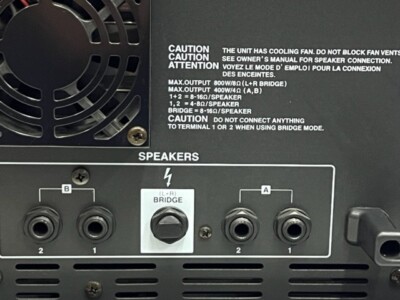 CAUTION THE UNIT HAS COOLING FAN. DO NOT BLOCK FAN VENTS.
CAUTION SEE OWNER'S MANUAL FOR SPEAKER CONNECTION.
ATTENTION VOYEZ LE MODE D'EMPLOI POUR LA CONNEXION
DES ENCEINTES.
MAX.OUTPUT 800W/8Ω(L+R BRIDGE)
MAX.OUTPUT 400W/4Ω(A,B)
1+2 = 8-16Ω/SPEAKER
1,2 = 4-8Ω/SPEAKER
BRIDGE = 8-16Ω/SPEAKER
CAUTION DO NOT CONNECT ANYTHING
TO TERMINAL 1 OR 2 WHEN USING BRIDGE MODE.
SPEAKERS
B
(L+R)
BRIDGE
A
2 1 2 1